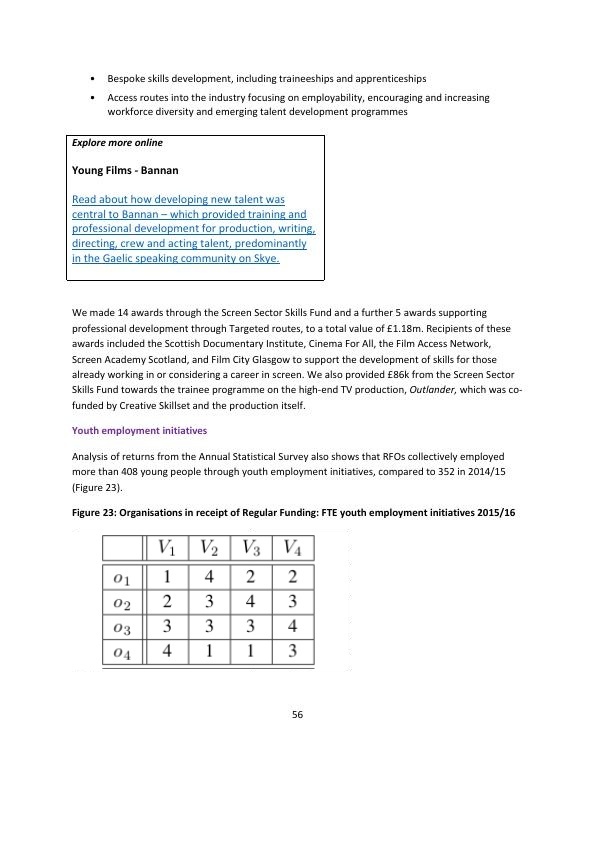 • Bespoke skills development, including traineeships and apprenticeships
• Access routes into the industry focusing on employability, encouraging and increasing
workforce diversity and emerging talent development programmes
Explore more online
Young Films - Bannan
Read about how developing new talent was
central to Bannan – which provided training and
professional development for production, writing,
directing, crew and acting talent, predominantly
in the Gaelic speaking community on Skye.
We made 14 awards through the Screen Sector Skills Fund and a further 5 awards supporting
professional development through Targeted routes, to a total value of £1.18m. Recipients of these
awards included the Scottish Documentary Institute, Cinema For All, the Film Access Network,
Screen Academy Scotland, and Film City Glasgow to support the development of skills for those
already working in or considering a career in screen. We also provided £86k from the Screen Sector
Skills Fund towards the trainee programme on the high-end TV production, Outlander, which was co-
funded by Creative Skillset and the production itself.
Youth employment initiatives
Analysis of returns from the Annual Statistical Survey also shows that RFOs collectively employed
more than 408 young people through youth employment initiatives, compared to 352 in 2014/15
(Figure 23).
Figure 23: Organisations in receipt of Regular Funding: FTE youth employment initiatives 2015/16
V1 V2 V3 V4
o1 1 4 2 2
o2 2 3 4 3
o3 3 3 3 4
o4 4 1 1 3
56